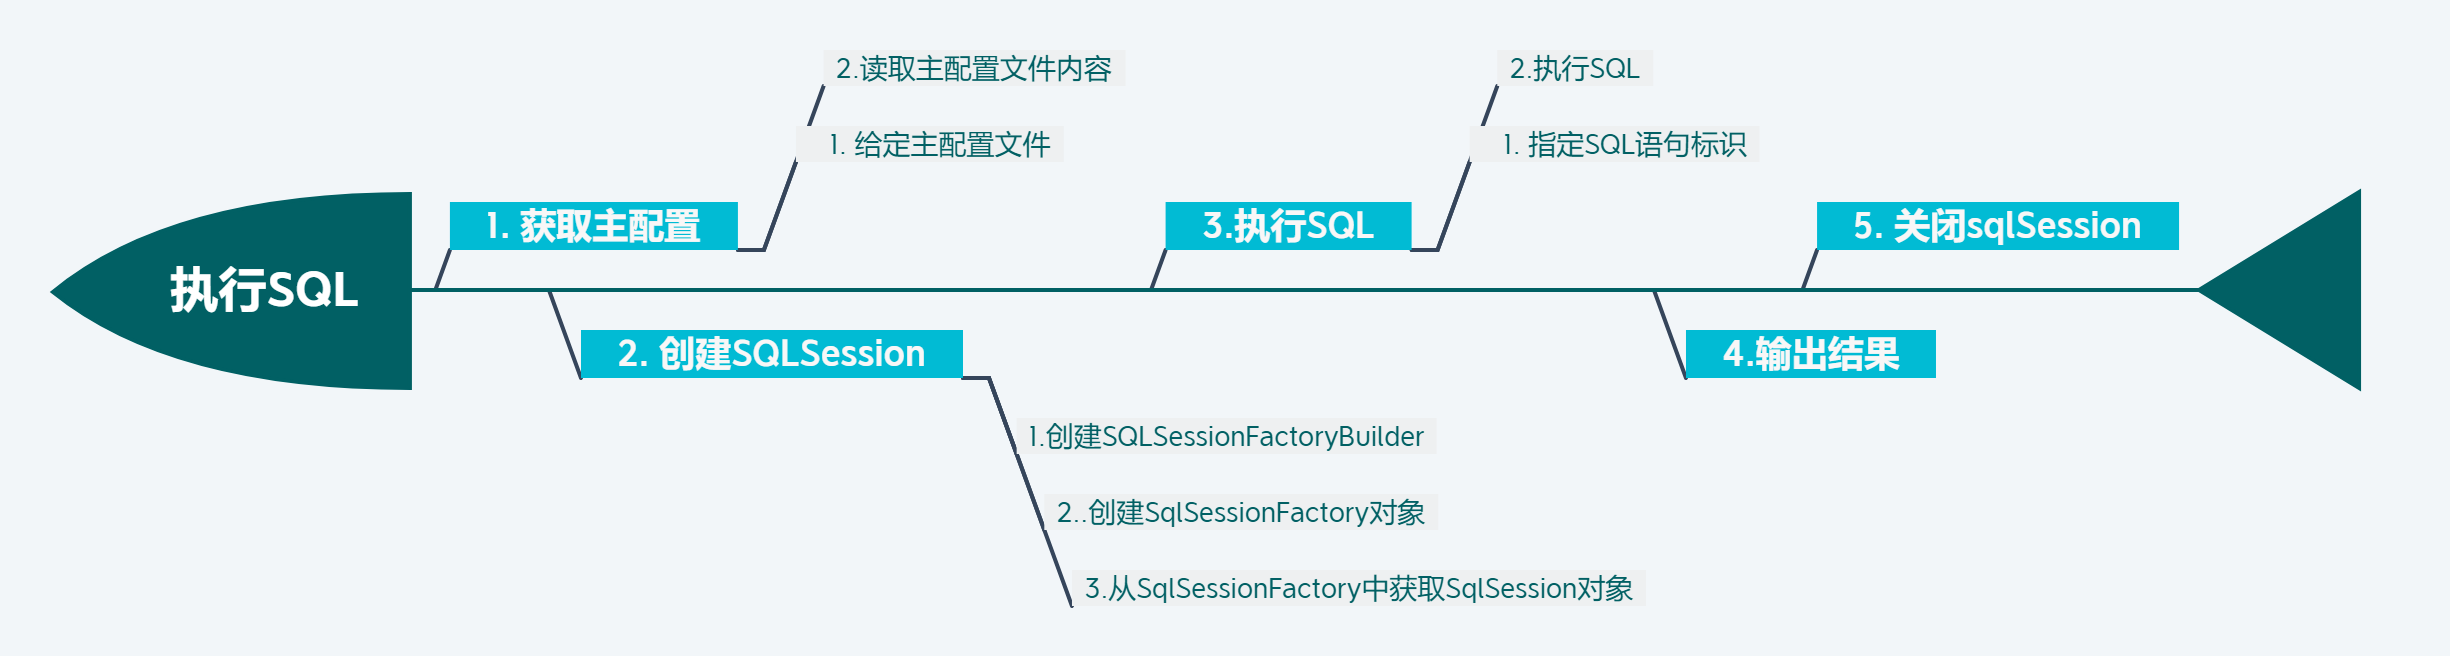 执行SQL
1. 获取主配置
2.读取主配置文件内容
1. 给定主配置文件
2. 创建SQLSession
1.创建SQLSessionFactoryBuilder
2..创建SqlSessionFactory对象
3.从SqlSessionFactory中获取SqlSession对象
3.执行SQL
2.执行SQL
1. 指定SQL语句标识
4.输出结果
5. 关闭sqlSession